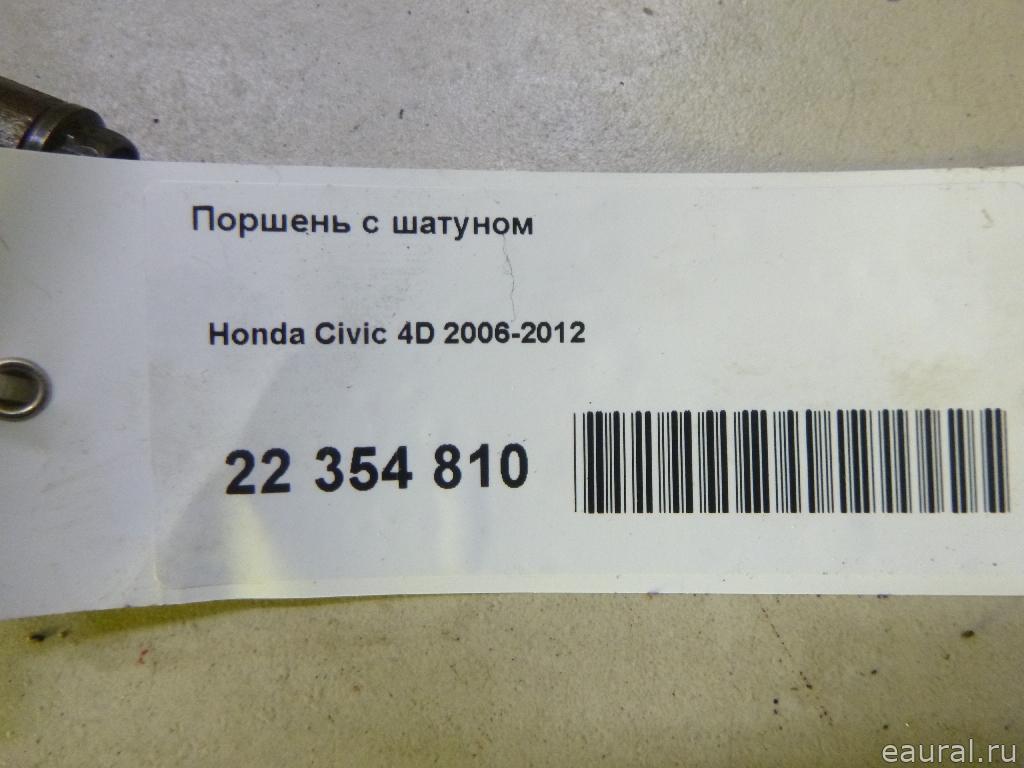 Поршень с шатуном
Honda Civic 4D 2006-2012
22 354 810
eaural.ru